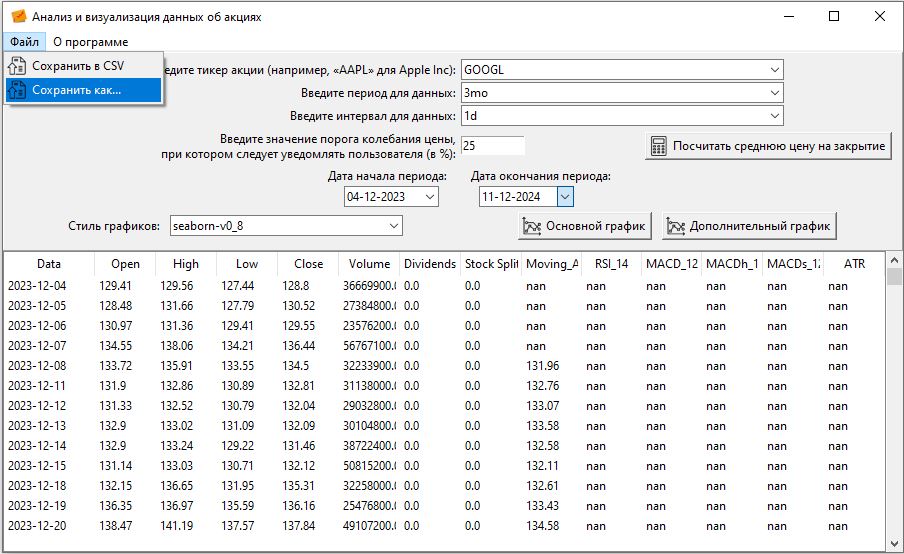 Анализ и визуализация данных об акциях
Файл О программе
Сохранить в CSV
Сохранить как...
ведите тикер акции (например, «AAPL» для Apple Inc): GOOGL
Введите период для данных: 3mo
Введите интервал для данных: 1d
Введите значение порога колебания цены,
при котором следует уведомлять пользователя (в %): 25
Посчитать среднюю цену на закрытие
Дата начала периода: Дата окончания периода:
04-12-2023 11-12-2024
Стиль графиков: seaborn-v0_8 Основной график Дополнительный график
Data Open High Low Close Volume Dividends Stock Split Moving_A RSI_14 MACD_12 MACDh_1 MACDs_12 ATR
2023-12-04 129.41 129.56 127.44 128.8 36669900.0 0.0 0.0 nan nan nan nan nan nan
2023-12-05 128.48 131.66 127.79 130.52 27384800.0 0.0 0.0 nan nan nan nan nan nan
2023-12-06 130.97 131.36 129.41 129.55 23576200.0 0.0 0.0 nan nan nan nan nan nan
2023-12-07 134.55 138.06 134.21 136.44 56767100.0 0.0 0.0 nan nan nan nan nan nan
2023-12-08 133.72 135.91 133.55 134.5 32233900.0 0.0 0.0 131.96 nan nan nan nan nan
2023-12-11 131.9 132.86 130.89 132.81 31138000.0 0.0 0.0 132.76 nan nan nan nan nan
2023-12-12 131.33 132.52 130.79 132.04 29032800.0 0.0 0.0 133.07 nan nan nan nan nan
2023-12-13 132.9 133.02 131.09 132.09 30104800.0 0.0 0.0 133.58 nan nan nan nan nan
2023-12-14 132.9 133.24 129.22 131.46 38722400.0 0.0 0.0 132.58 nan nan nan nan nan
2023-12-15 131.14 133.03 130.71 132.12 50815200.0 0.0 0.0 132.11 nan nan nan nan nan
2023-12-18 132.15 136.65 131.95 135.31 32258000.0 0.0 0.0 132.61 nan nan nan nan nan
2023-12-19 136.35 136.97 135.59 136.16 25476800.0 0.0 0.0 133.43 nan nan nan nan nan
2023-12-20 138.47 141.19 137.57 137.84 49107200.0 0.0 0.0 134.58 nan nan nan nan nan